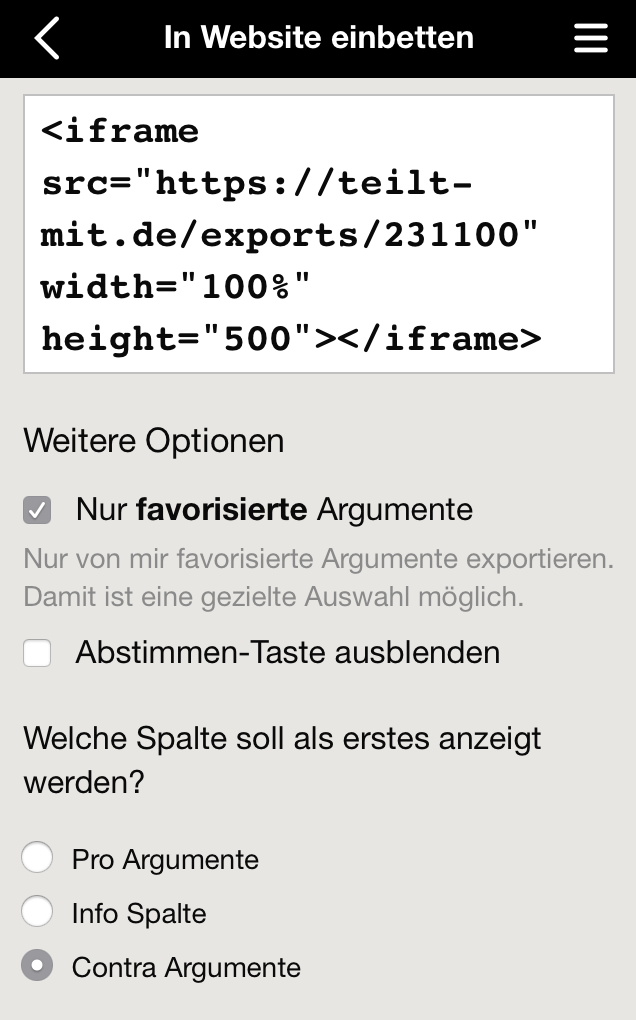 In Website einbetten
<iframe
src="https://teilt-
mit.de/exports/231100"
width="100%"
height="500"></iframe>
Weitere Optionen
Nur favorisierte Argumente
Nur von mir favorisierte Argumente exportieren.
Damit ist eine gezielte Auswahl möglich.
Abstimmen-Taste ausblenden
Welche Spalte soll als erstes anzeigt
werden?
Pro Argumente
Info Spalte
Contra Argumente